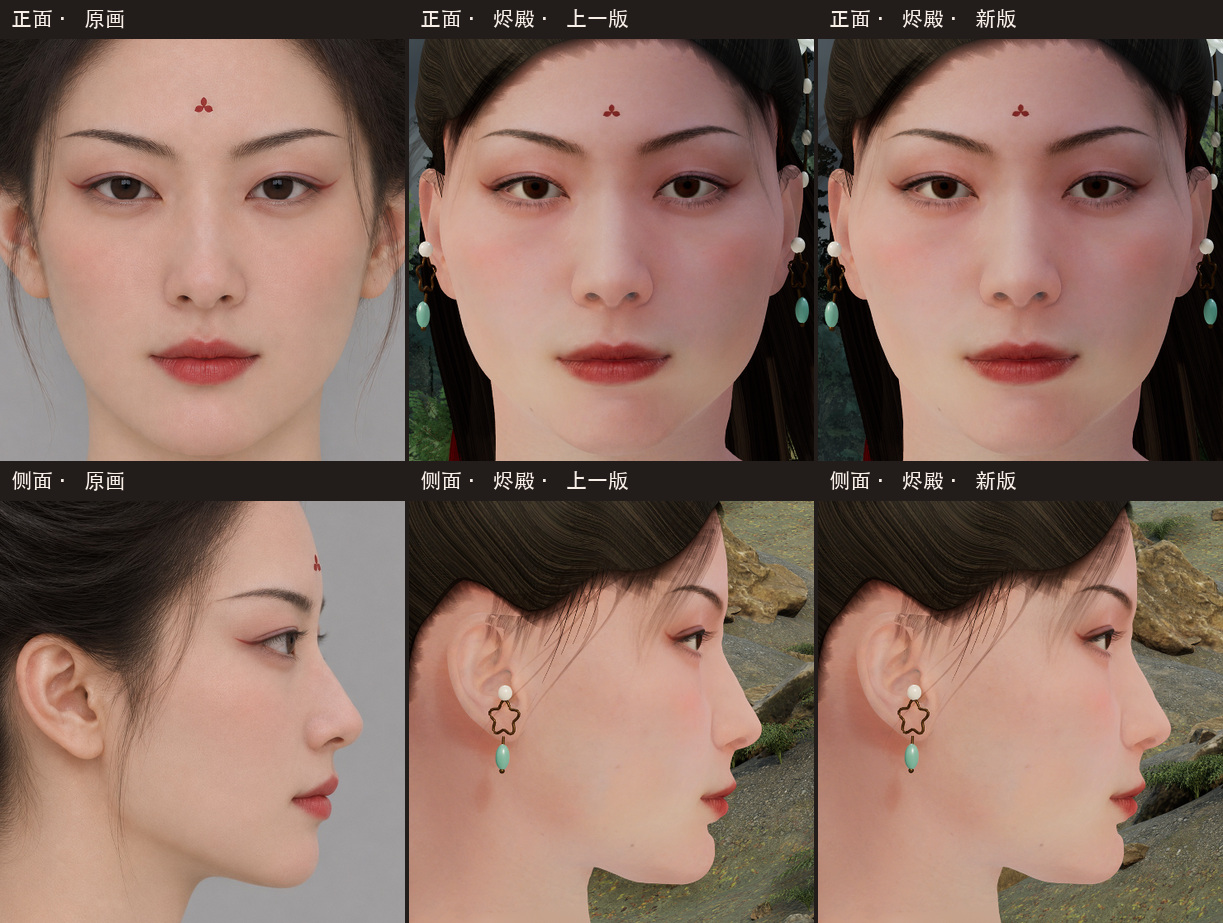 正面· 原画
正面· 烬殿· 上一版
正面· 烬殿· 新版
侧面· 原画
侧面· 烬殿· 上一版
侧面· 烬殿· 新版